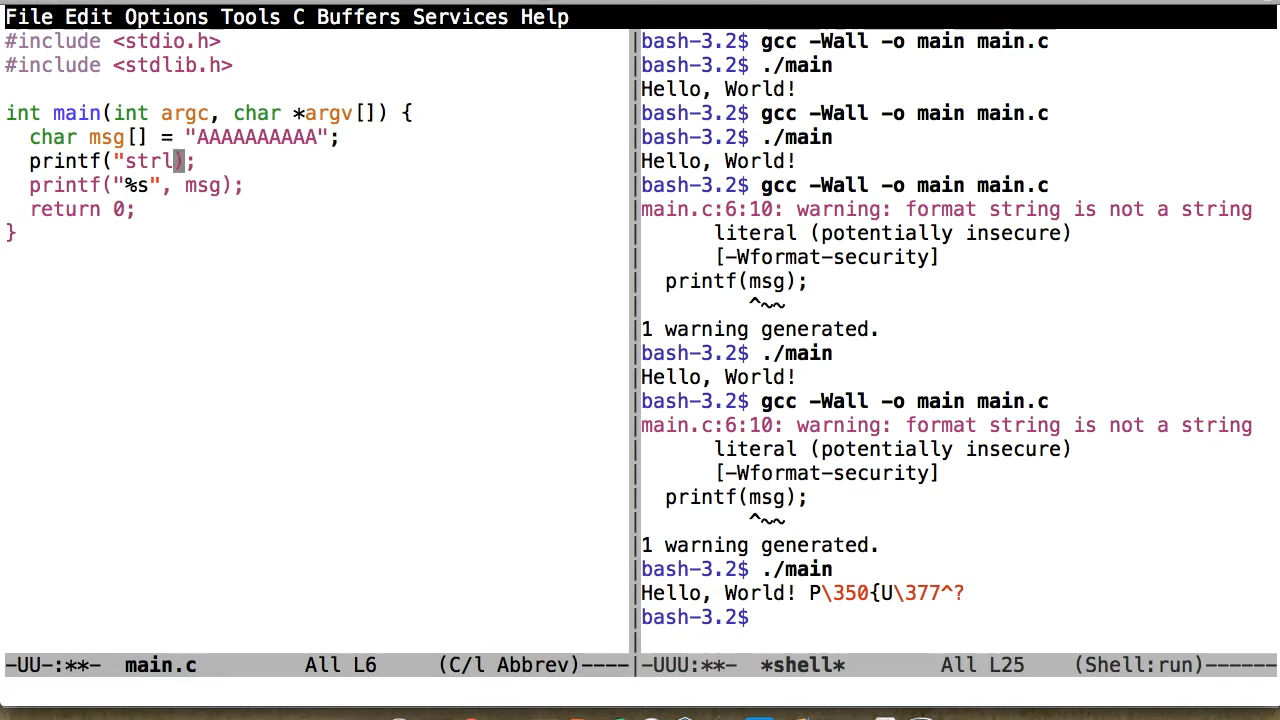 File Edit Options Tools C Buffers Services Help
#include <stdio.h>
#include <stdlib.h>
int main(int argc, char *argv[]) {
  char msg[] = "AAAAAAAAAA";
  printf("strl);
  printf("%s", msg);
  return 0;
}
-UU-:**-  main.c         All L6     (C/l Abbrev)----
bash-3.2$ gcc -Wall -o main main.c
bash-3.2$ ./main
Hello, World!
bash-3.2$ gcc -Wall -o main main.c
bash-3.2$ ./main
Hello, World!
bash-3.2$ gcc -Wall -o main main.c
main.c:6:10: warning: format string is not a string
      literal (potentially insecure)
      [-Wformat-security]
  printf(msg);
         ^~~
1 warning generated.
bash-3.2$ ./main
Hello, World!
bash-3.2$ gcc -Wall -o main main.c
main.c:6:10: warning: format string is not a string
      literal (potentially insecure)
      [-Wformat-security]
  printf(msg);
         ^~~
1 warning generated.
bash-3.2$ ./main
Hello, World! P\350{U\377^?
bash-3.2$
-UUU:**-  *shell*        All L25    (Shell:run)------